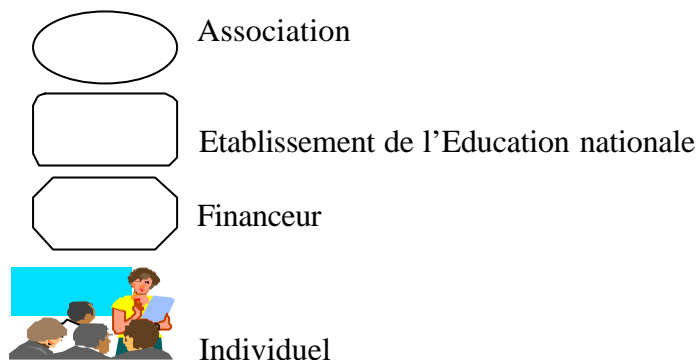 Association
Etablissement de l’Education nationale
Financeur
Individuel